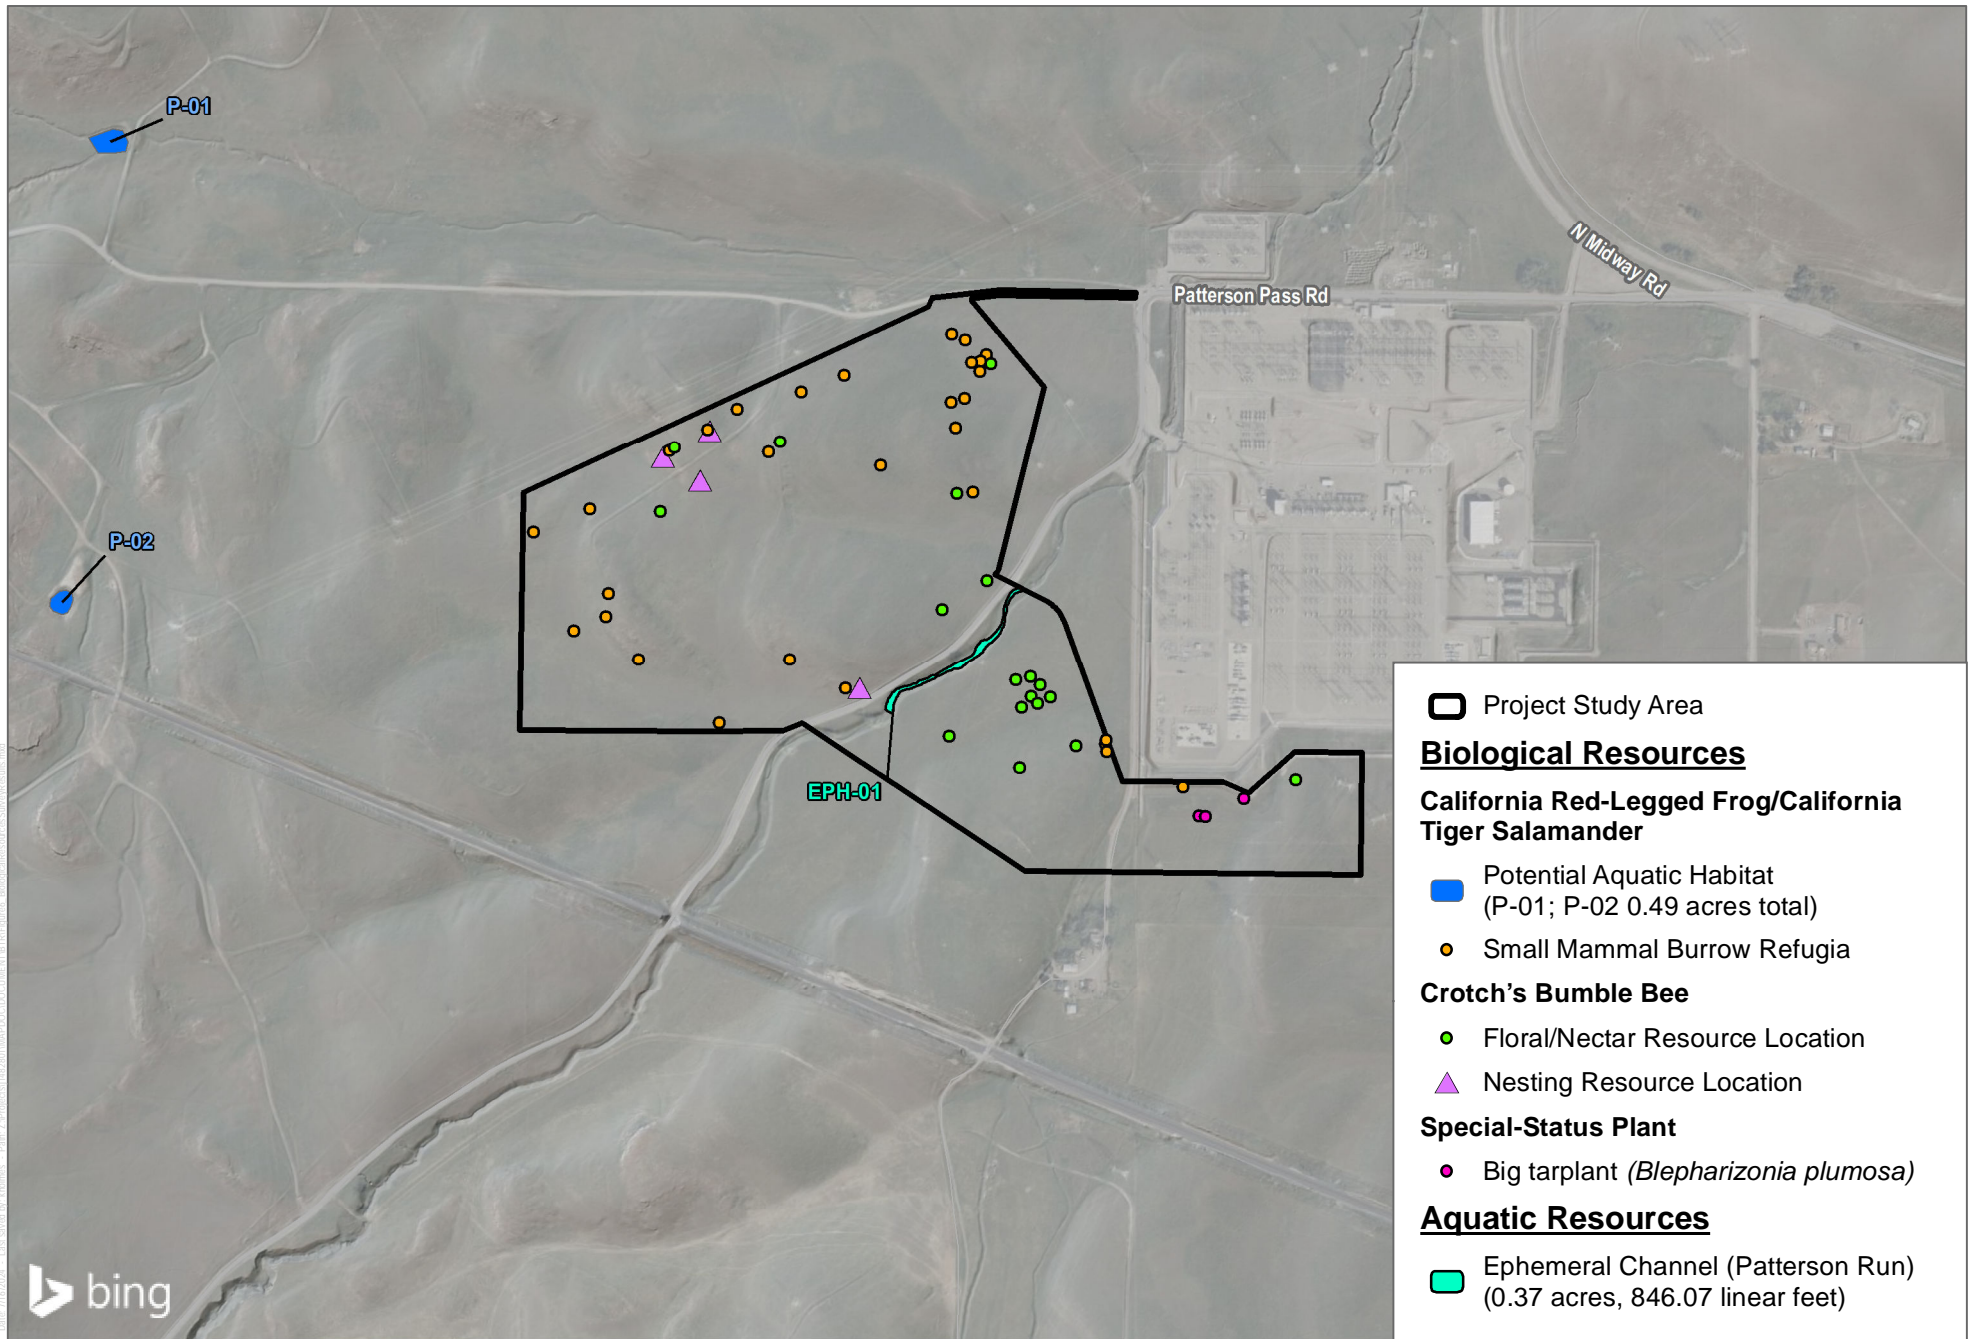 P-01
N Midway Rd
Patterson Pass Rd
P-02
EPH-01
Project Study Area
Biological Resources
California Red-Legged Frog/California
Tiger Salamander
Potential Aquatic Habitat
(P-01; P-02 0.49 acres total)
Small Mammal Burrow Refugia
Crotch's Bumble Bee
Floral/Nectar Resource Location
Nesting Resource Location
Special-Status Plant
Big tarplant (Blepharizonia plumosa)
Aquatic Resources
Ephemeral Channel (Patterson Run)
(0.37 acres, 846.07 linear feet)
bing